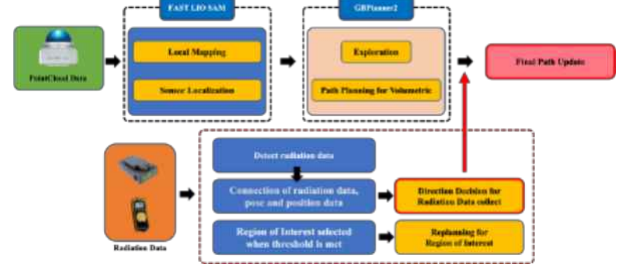 FAST LIO SAM
GBPlanner2
Local Mapping
Sensor Localization
PointCloud Data
Exploration
Path Planning for Volumetric
Final Path Update
Detect radiation data
Connection of radiation data,
pose and position data
Direction Decision for
Radiation Data collect
Region of Interest selected
when threshold is met
Replanning for
Region of Interest
Radiation Data